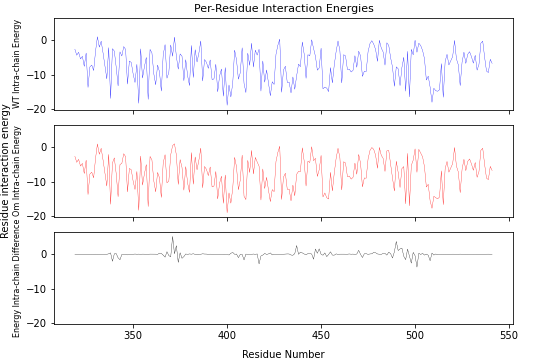 Per-Residue Interaction Energies
WT Intra-chain Energy
0
−10
−20
Residue interaction energy
Om Intra-chain Energy
0
−10
−20
Energy Intra-chain Difference
0
−10
−20
350
400
450
500
550
Residue Number